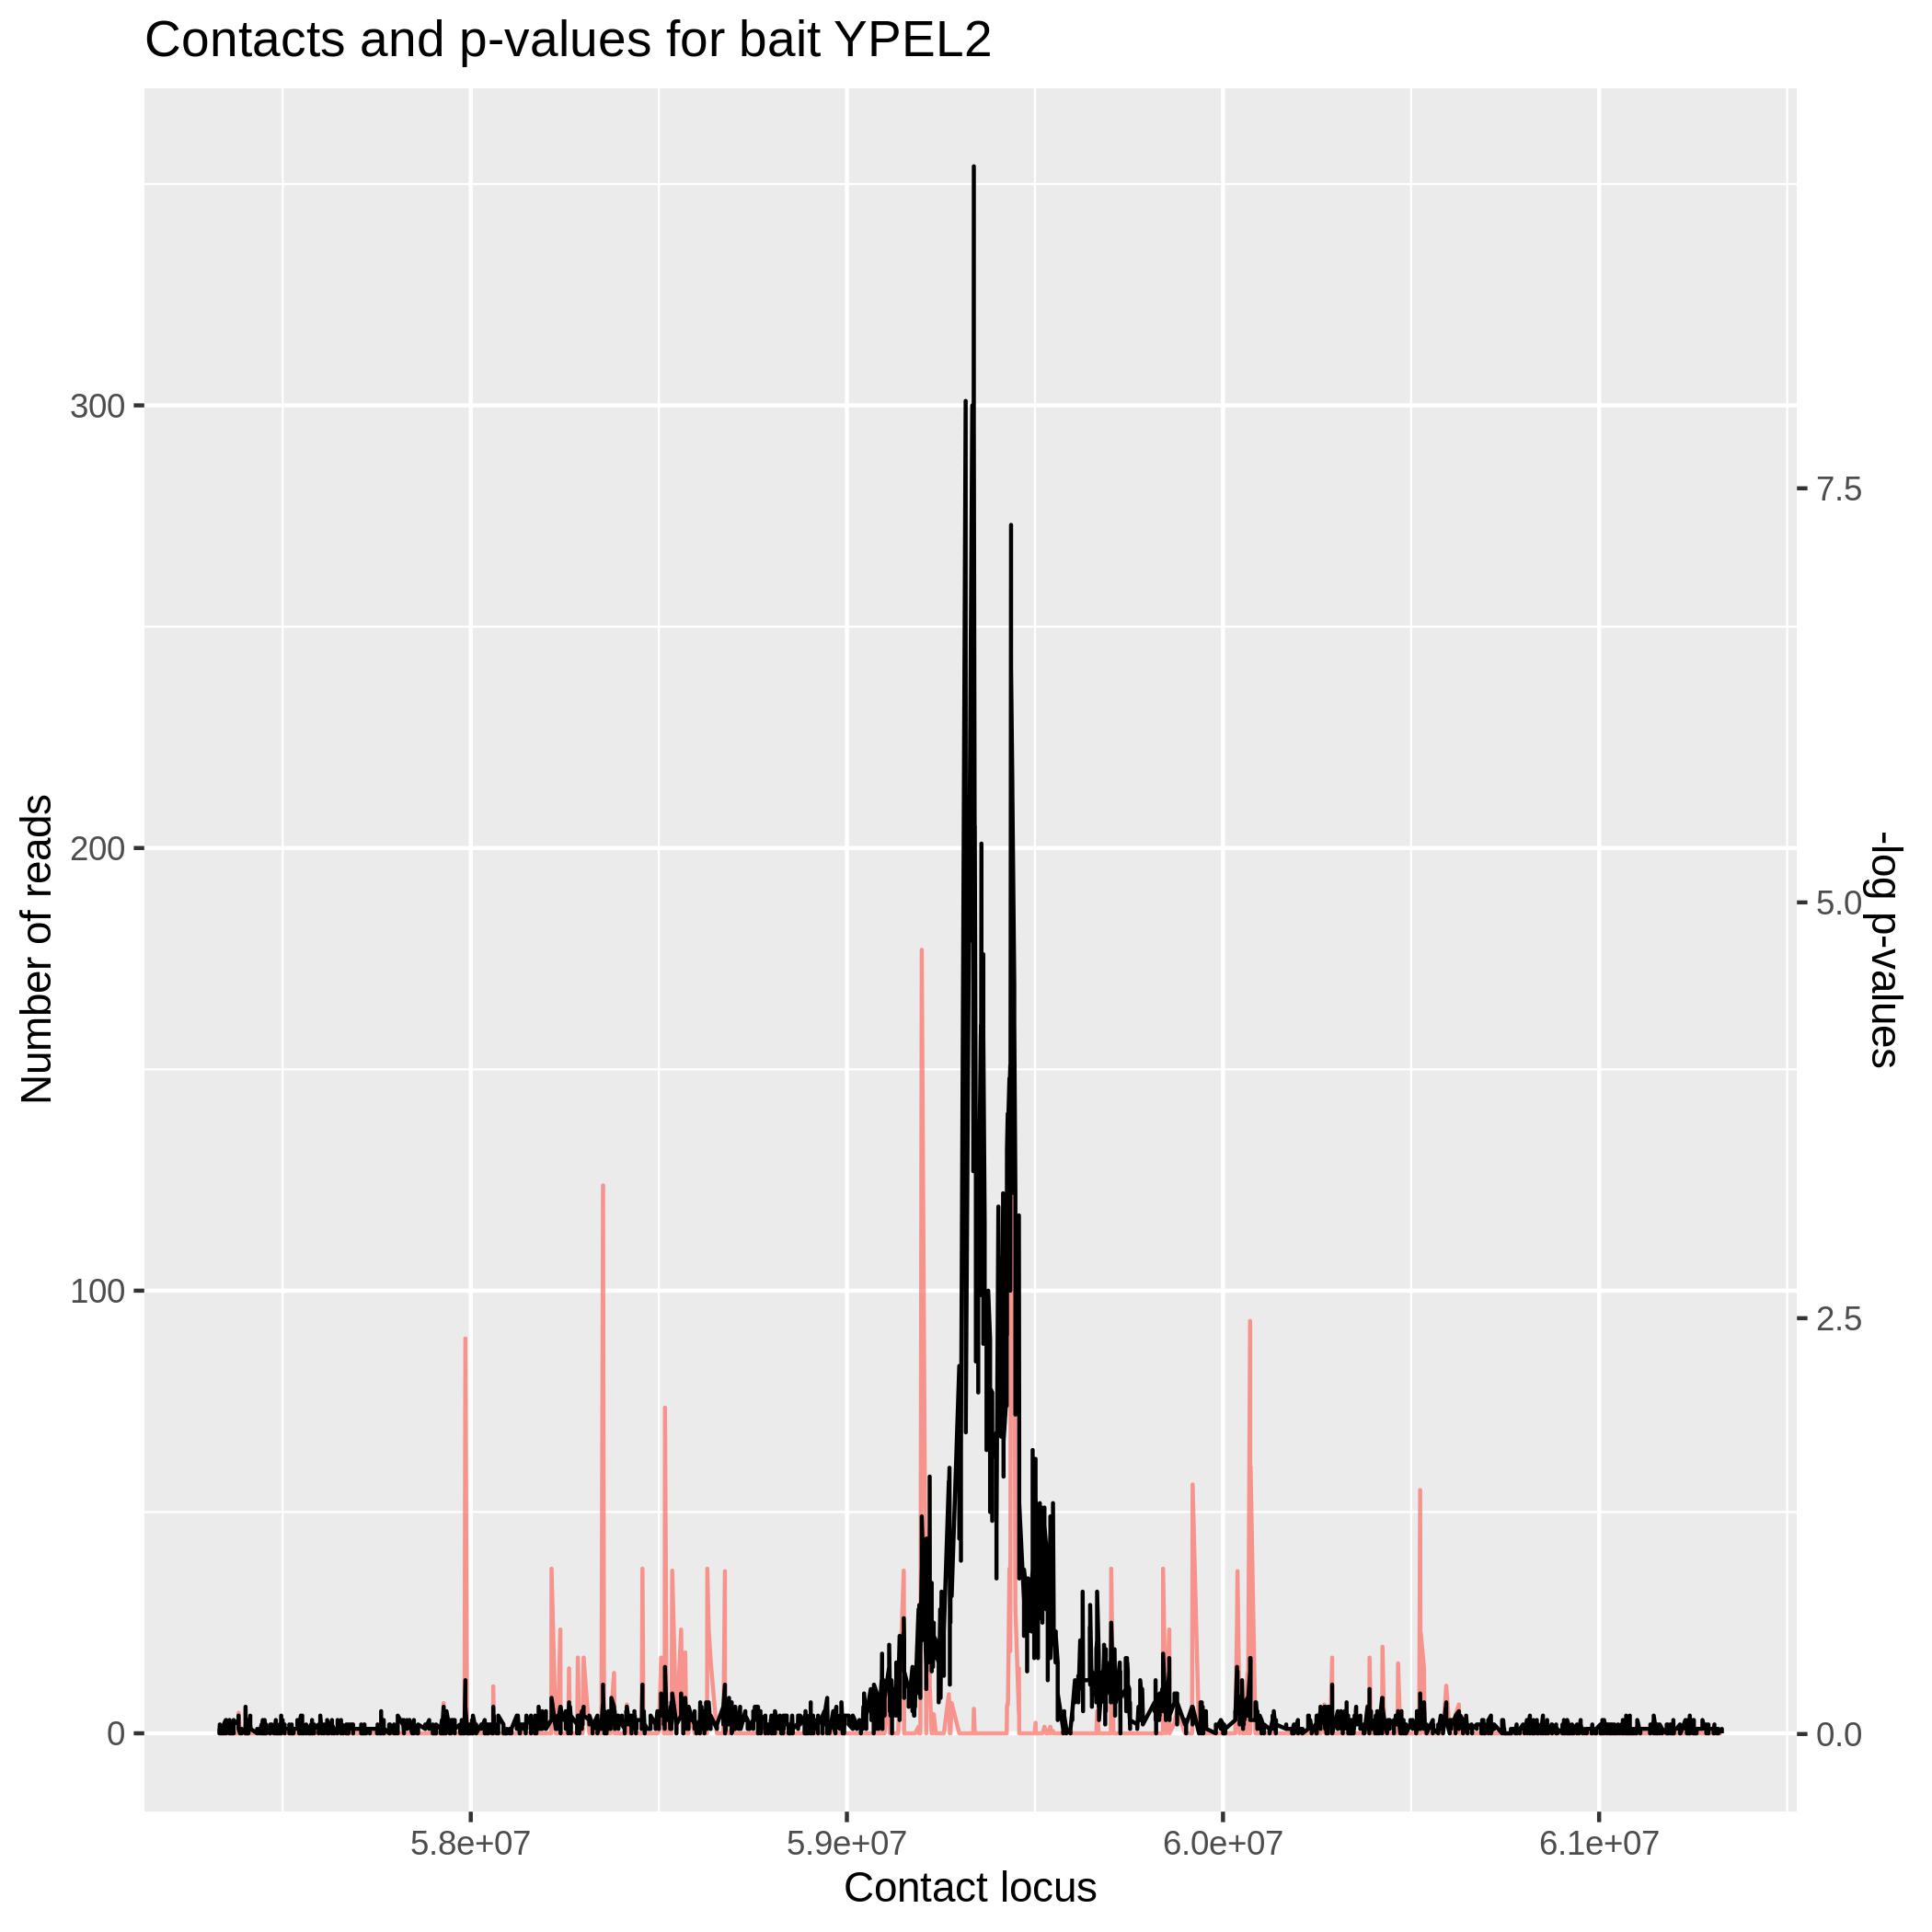 Contacts and p-values for bait YPEL2
Number of reads
300
200
100
0
7.5
5.0
2.5
0.0
-log p-values
5.8e+07
5.9e+07
6.0e+07
6.1e+07
Contact locus